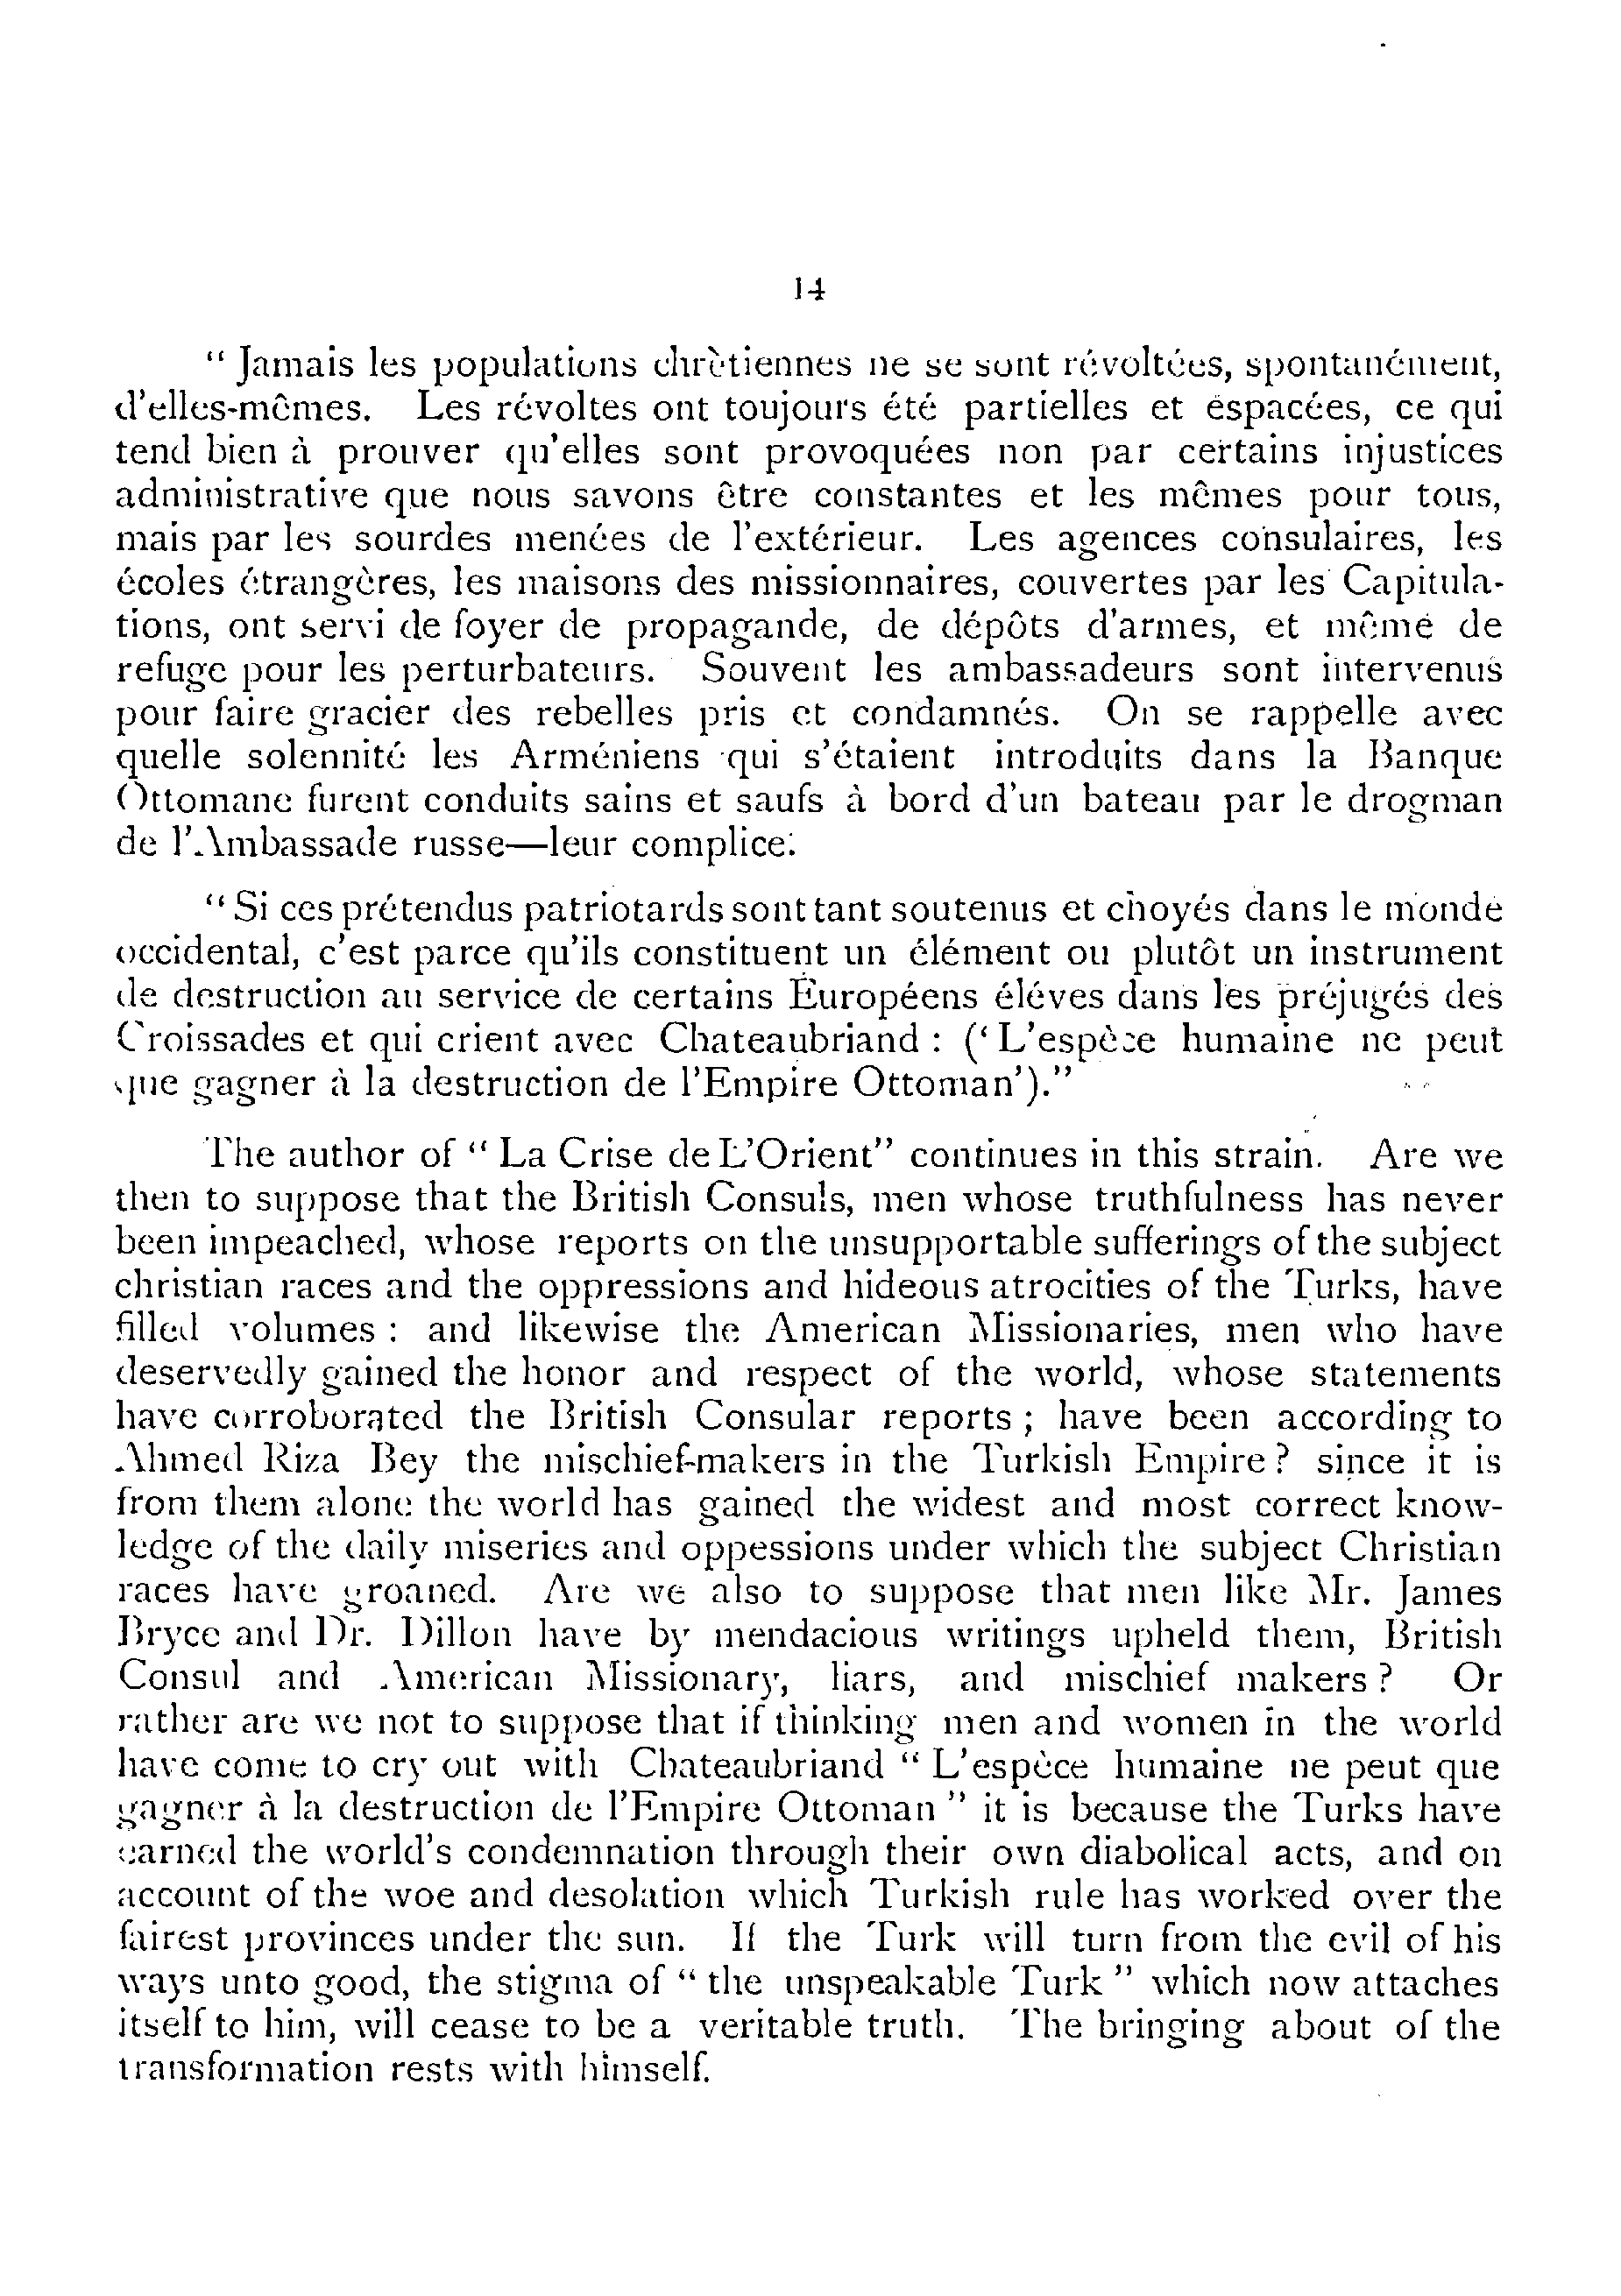 14
“ Jamais les populations chrètiennes ne se sont révoltées, spontanément,
d'elles-mêmes. Les révoltes ont toujours été partielles et espacées, ce qui
tend bien à prouver qu'elles sont provoquées non par certains injustices
administrative que nous savons être constantes et les mêmes pour tous,
mais par les sourdes menées de l'extérieur. Les agences consulaires, les
écoles étrangères, les maisons des missionnaires, couvertes par les Capitula-
tions, ont servi de foyer de propagande, de dépôts d'armes, et même de
refuge pour les perturbateurs. Souvent les ambassadeurs sont intervenus
pour faire gracier des rebelles pris et condamnés. On se rappelle avec
quelle solennité les Arméniens qui s'étaient introduits dans la Banque
Ottomane furent conduits sains et saufs à bord d'un bateau par le drogman
de l'Ambassade russe—leur complice.
“ Si ces prétendus patriotards sont tant soutenus et choyés dans le monde
occidental, c'est parce qu'ils constituent un élément ou plutôt un instrument
de destruction au service de certains Européens éléves dans les préjugés des
Croissades et qui crient avec Chateaubriand : (‘ L'espèce humaine ne peut
que gagner à la destruction de l'Empire Ottoman’).”
The author of “ La Crise de L'Orient” continues in this strain. Are we
then to suppose that the British Consuls, men whose truthfulness has never
been impeached, whose reports on the unsupportable sufferings of the subject
christian races and the oppressions and hideous atrocities of the Turks, have
filled volumes : and likewise the American Missionaries, men who have
deservedly gained the honor and respect of the world, whose statements
have corroborated the British Consular reports ; have been according to
Ahmed Riza Bey the mischief-makers in the Turkish Empire ? since it is
from them alone the world has gained the widest and most correct know-
ledge of the daily miseries and oppessions under which the subject Christian
races have groaned. Are we also to suppose that men like Mr. James
Bryce and Dr. Dillon have by mendacious writings upheld them, British
Consul and American Missionary, liars, and mischief makers ? Or
rather are we not to suppose that if thinking men and women in the world
have come to cry out with Chateaubriand “ L'espèce humaine ne peut que
gagner à la destruction de l'Empire Ottoman ” it is because the Turks have
earned the world's condemnation through their own diabolical acts, and on
account of the woe and desolation which Turkish rule has worked over the
fairest provinces under the sun. If the Turk will turn from the evil of his
ways unto good, the stigma of “ the unspeakable Turk ” which now attaches
itself to him, will cease to be a veritable truth. The bringing about of the
transformation rests with himself.